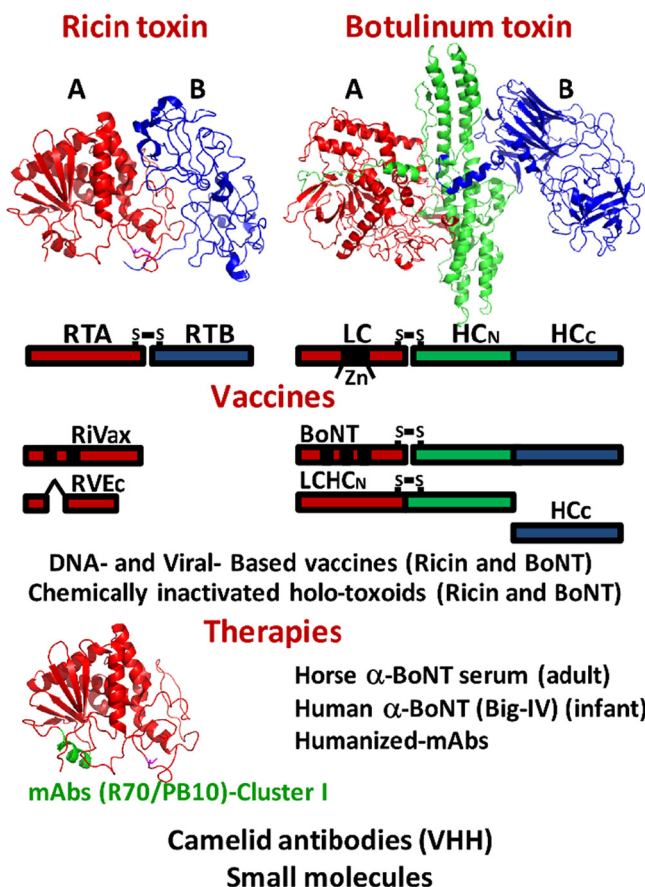 Ricin toxin
Botulinum toxin
A B
A B
RTA S-S RTB
LC S-S HCN HCC
Zn
Vaccines
RiVax
RVEc
BoNT S-S
LCHCN S-S
HCc
DNA- and Viral- Based vaccines (Ricin and BoNT)
Chemically inactivated holo-toxoids (Ricin and BoNT)
Therapies
Horse α-BoNT serum (adult)
Human α-BoNT (Big-IV) (infant)
Humanized-mAbs
mAbs (R70/PB10)-Cluster I
Camelid antibodies (VHH)
Small molecules